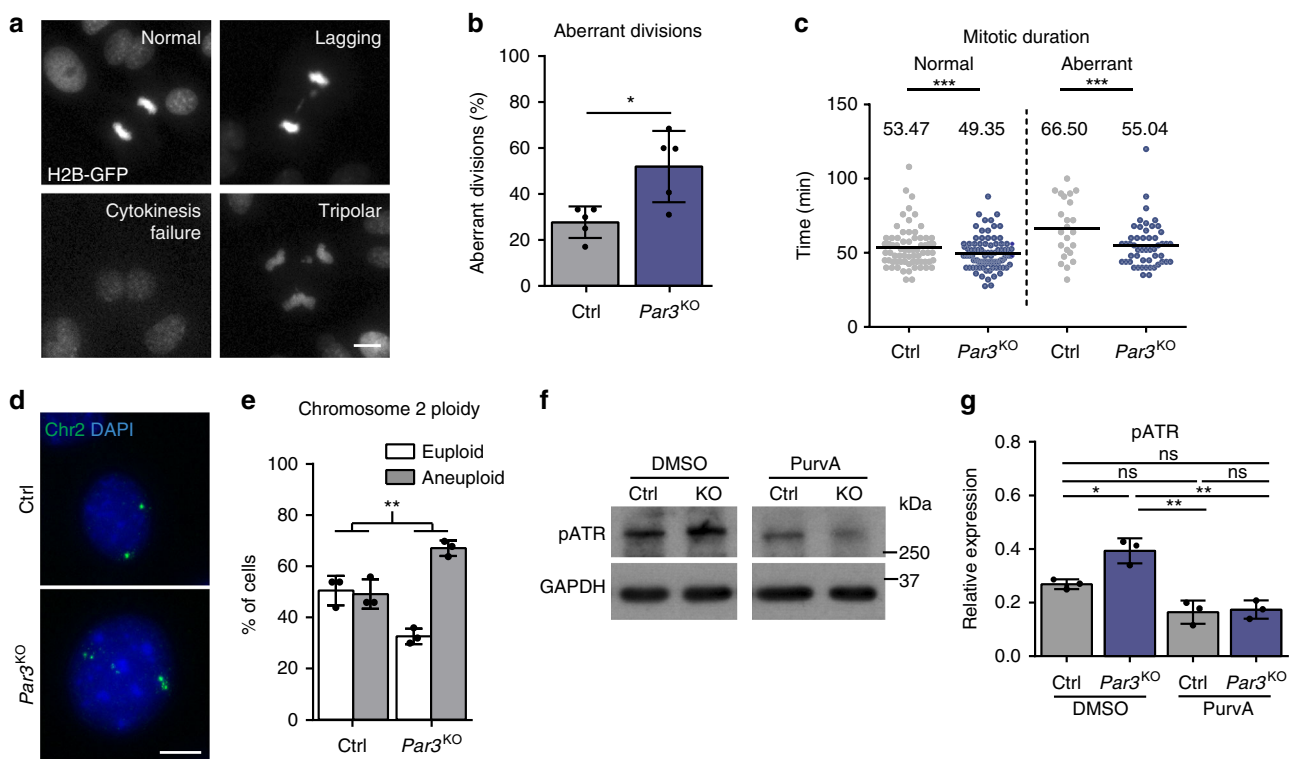 a
Normal
Lagging
H2B-GFP
Cytokinesis
failure
Tripolar
b
Aberrant divisions
Aberrant divisions (%)
100
80
60
40
20
0
*
Ctrl
Par3KO
c
Mitotic duration
Normal
Aberrant
***
***
Time (min)
150
100
50
0
53.47
49.35
66.50
55.04
Ctrl
Par3KO
Ctrl
Par3KO
d
Chr2 DAPI
Ctrl
Par3KO
e
Chromosome 2 ploidy
Euploid
Aneuploid
% of cells
100
80
60
40
20
0
**
Ctrl
Par3KO
f
DMSO
PurvA
Ctrl
KO
Ctrl
KO
kDa
pATR
250
37
GAPDH
g
pATR
Relative expression
0.8
0.6
0.4
0.2
0.0
ns
ns
ns
*
**
**
Ctrl
Par3KO
Ctrl
Par3KO
DMSO
PurvA